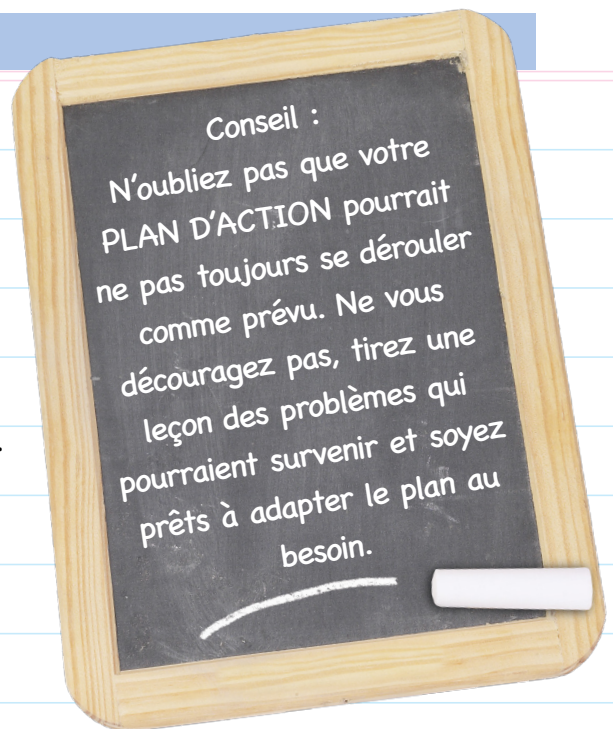 Conseil :
N'oubliez pas que votre
PLAN D'ACTION pourrait
ne pas toujours se dérouler
comme prévu. Ne vous
découragez pas, tirez une
leçon des problèmes qui
pourraient survenir et soyez
prêts à adapter le plan au
besoin.